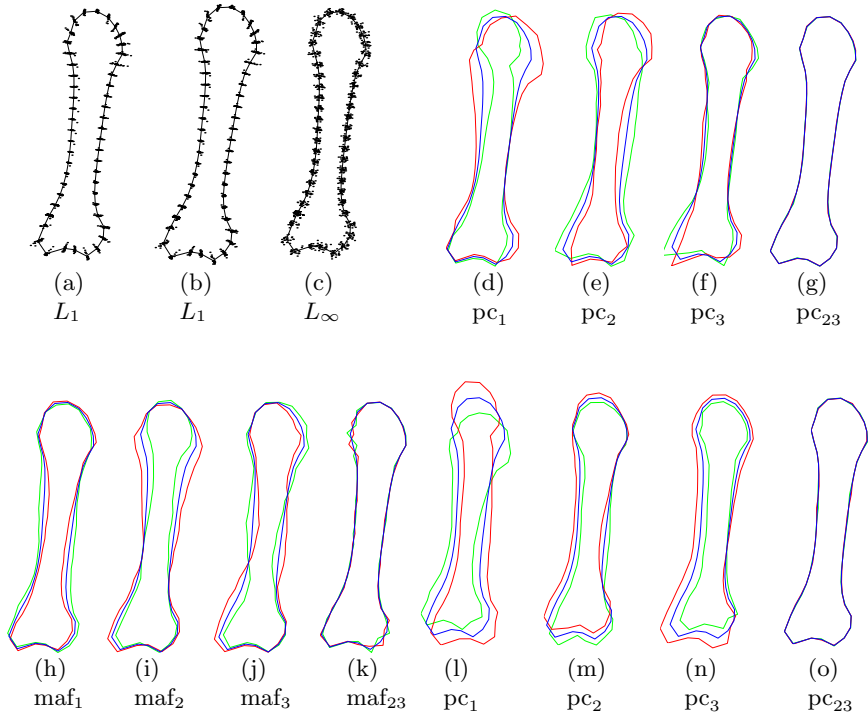 (a) (b) (c) (d) (e) (f) (g)
L₁ L₁ L∞ pc₁ pc₂ pc₃ pc₂₃
(h) (i) (j) (k) (l) (m) (n) (o)
maf₁ maf₂ maf₃ maf₂₃ pc₁ pc₂ pc₃ pc₂₃